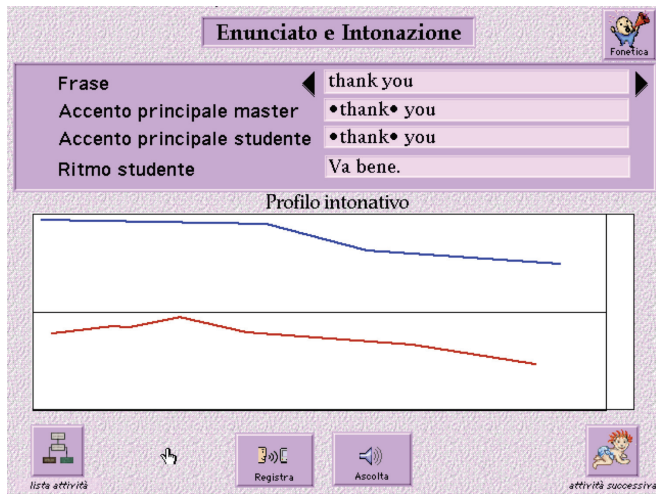 Enunciato e Intonazione
Fonetica
Frase thank you
Accento principale master •thank• you
Accento principale studente •thank• you
Ritmo studente Va bene.
Profilo intonativo
Registra
Ascolta
lista attività
attività successiva